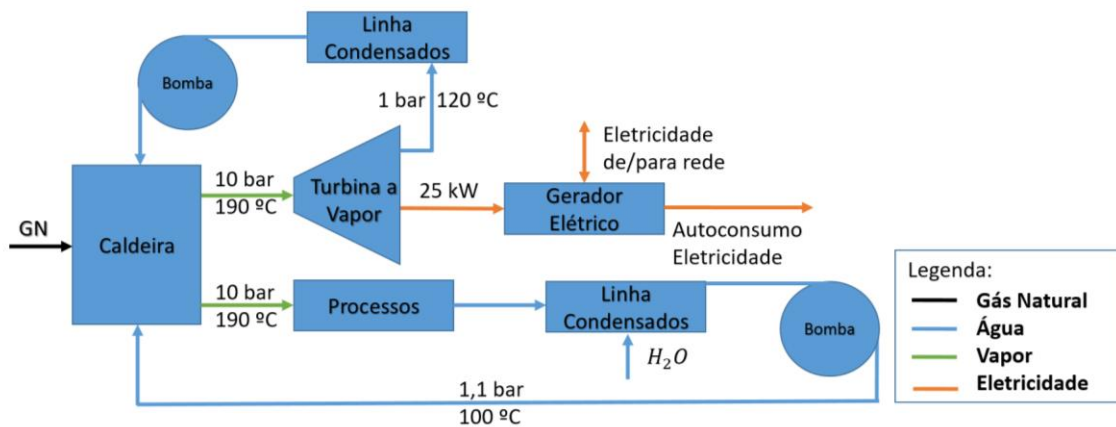 Linha
Condensados
Bomba
1 bar 120 ºC
Eletricidade
de/para rede
10 bar
190 ºC
Turbina a
Vapor
25 kW
Gerador
Elétrico
GN
Caldeira
Autoconsumo
Eletricidade
10 bar
190 ºC
Processos
Linha
Condensados
Bomba
H₂O
1,1 bar
100 ºC
Legenda:
Gás Natural
Água
Vapor
Eletricidade